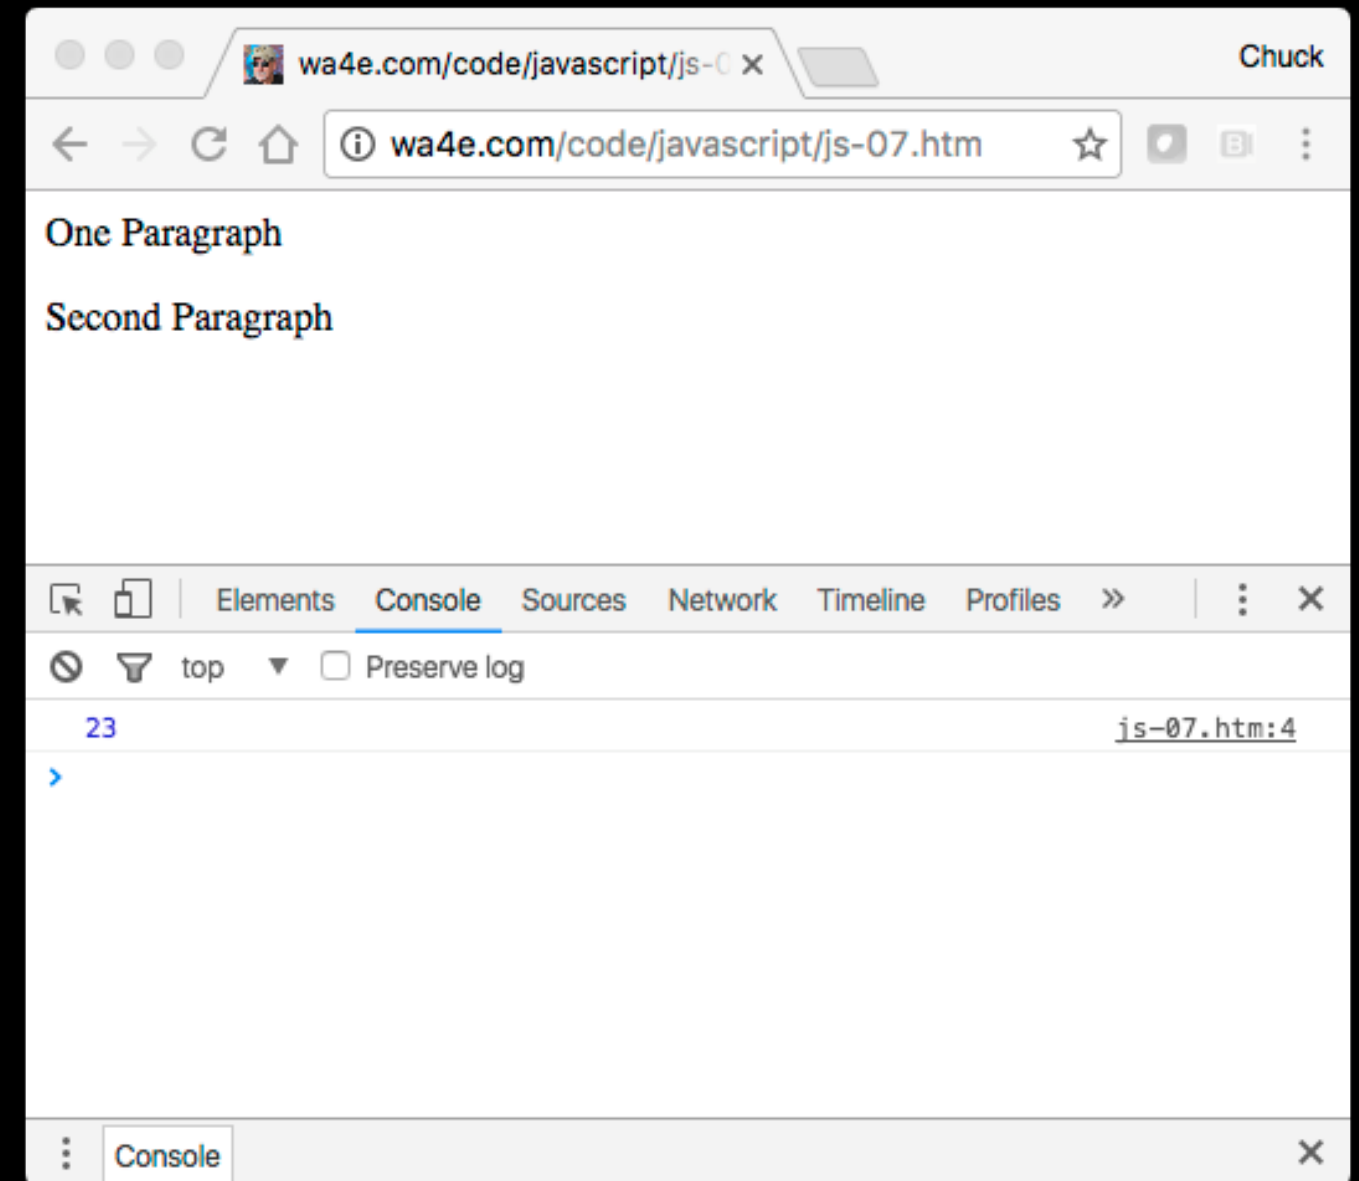 wa4e.com/code/javascript/js-0
Chuck
wa4e.com/code/javascript/js-07.htm
One Paragraph
Second Paragraph
Elements Console Sources Network Timeline Profiles »
top Preserve log
23 js-07.htm:4
>
Console